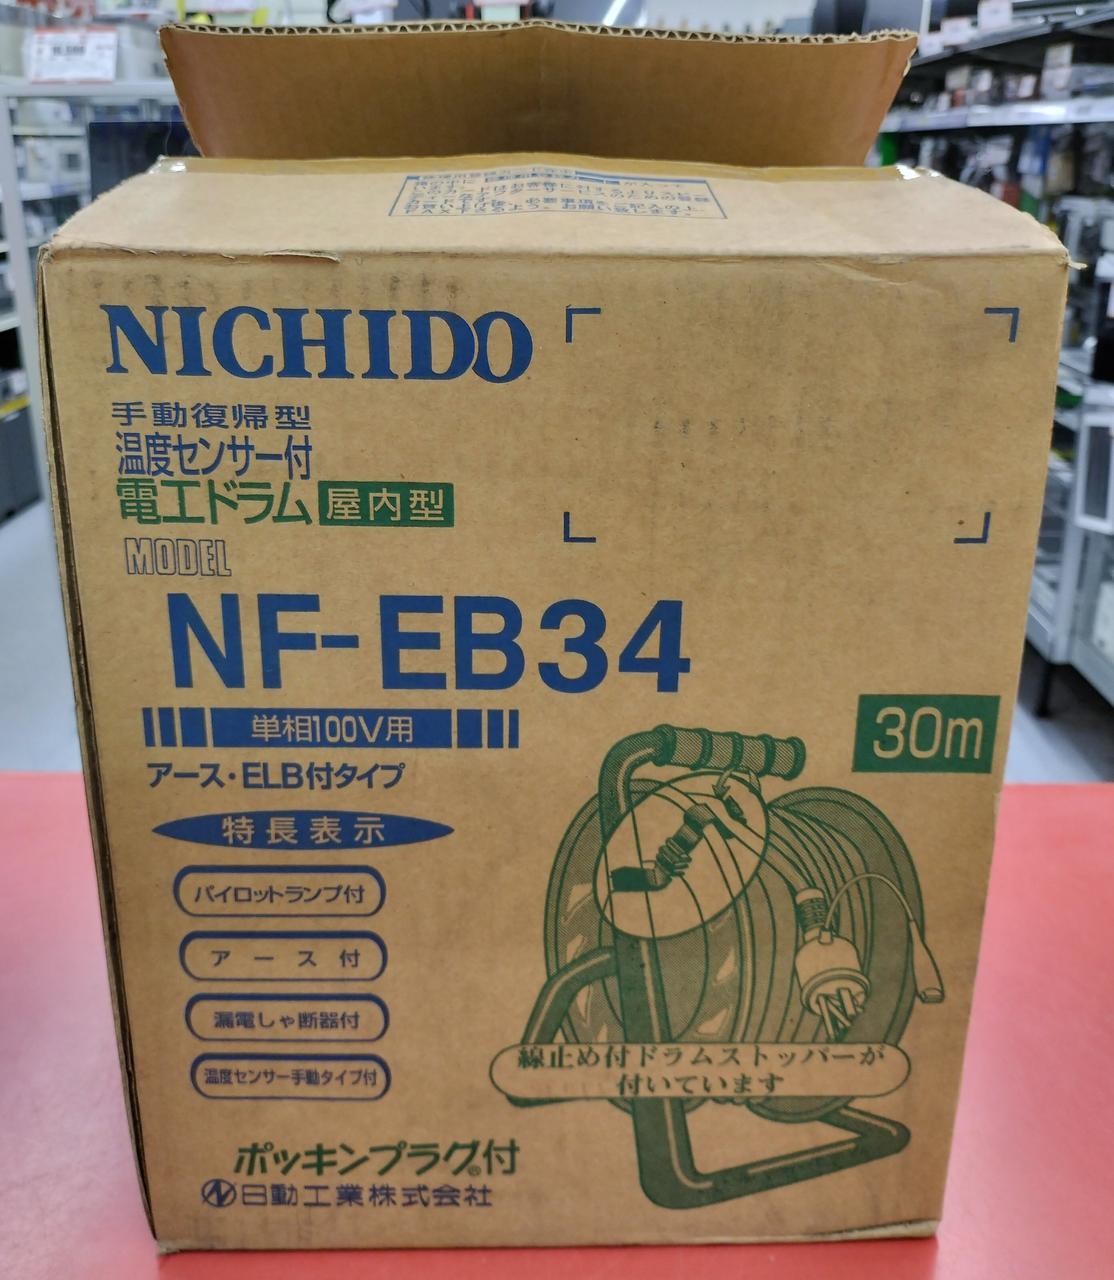 NICHIDO
手動復帰型
温度センサー付
電工ドラム 屋内型
MODEL
NF-EB34
単相100V用
30m
アース・ELB付タイプ
特長表示
パイロットランプ付
アース付
漏電しゃ断器付
温度センサー手動タイプ付
線止め付ドラムストッパーが
付いています
ポッキンプラグ®付
日動工業株式会社